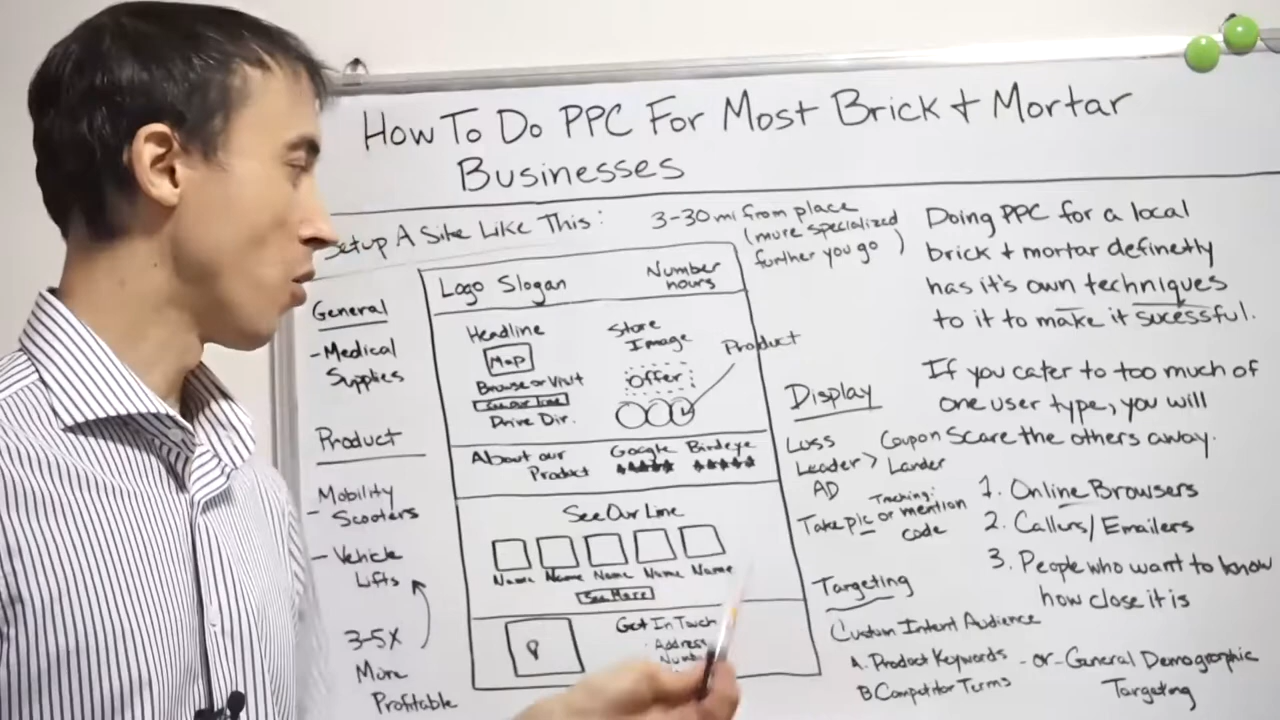 How To Do PPC For Most Brick + Mortar
Businesses
Setup A Site Like This:
3-30mi from place
(more specialized
further you go)
General
- Medical
Supplies
Product
- Mobility
Scooters
- Vehicle
Lifts
3-5X
More
Profitable
Logo Slogan
Number
Hours
Headline
Map
Browse or Visit
See Our Line
Drive Dir.
Store
Image
Offer
Product
About our
Product
Google Birdeye
See Our Line
Name Name Name Name Name
See More
Get In Touch
Address
Display
Loss
Leader >
AD
Coupon
Lander
Tracking:
Take pic or mention
code
Targeting
Custom Intent Audience
A. Product Keywords
B Competitor Terms
-or- General Demographic
Targeting
Doing PPC for a local
brick + mortar definetly
has it's own techniques
to it to make it sucessful.
If you cater to too much of
one user type, you will
Scare the others away.
1. Online Browsers
2. Callers/Emailers
3. People who want to know
how close it is